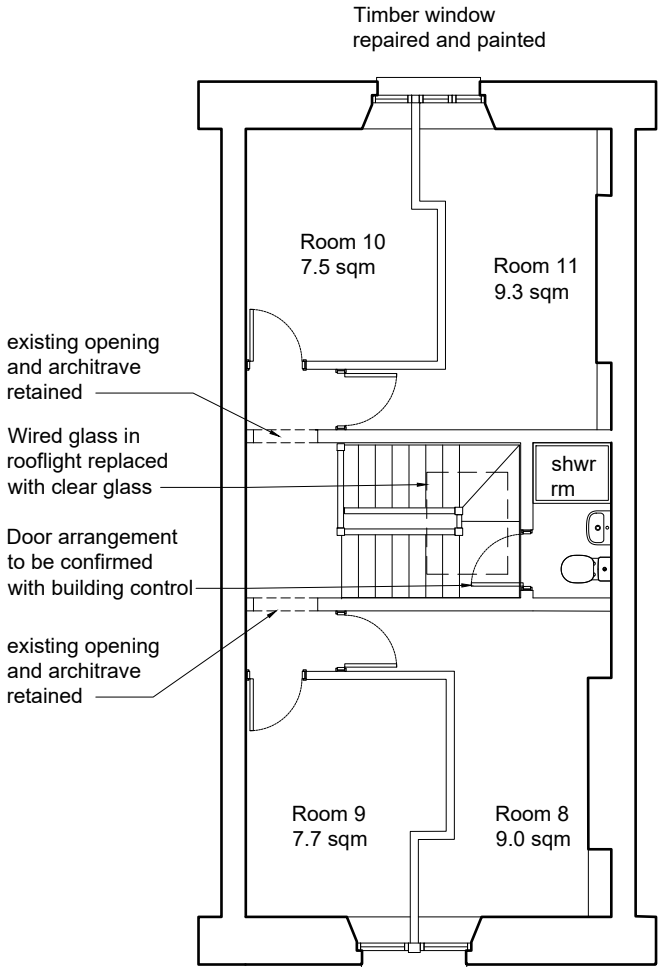 Timber window
repaired and painted
Room 10
7.5 sqm
Room 11
9.3 sqm
existing opening
and architrave
retained
Wired glass in
rooflight replaced
with clear glass
shwr
rm
Door arrangement
to be confirmed
with building control
existing opening
and architrave
retained
Room 9
7.7 sqm
Room 8
9.0 sqm